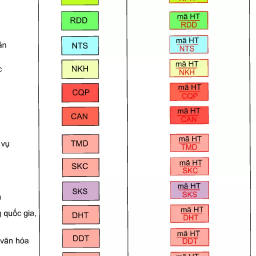 RDD
mã HT
RDD
NTS
mã HT
NTS
NKH
mã HT
NKH
CQP
mã HT
CQP
CAN
mã HT
CAN
vụ
TMD
mã HT
TMD
SKC
mã HT
SKC
SKS
mã HT
SKS
quốc gia,
DHT
mã HT
DHT
văn hóa
DDT
mã HT
DDT